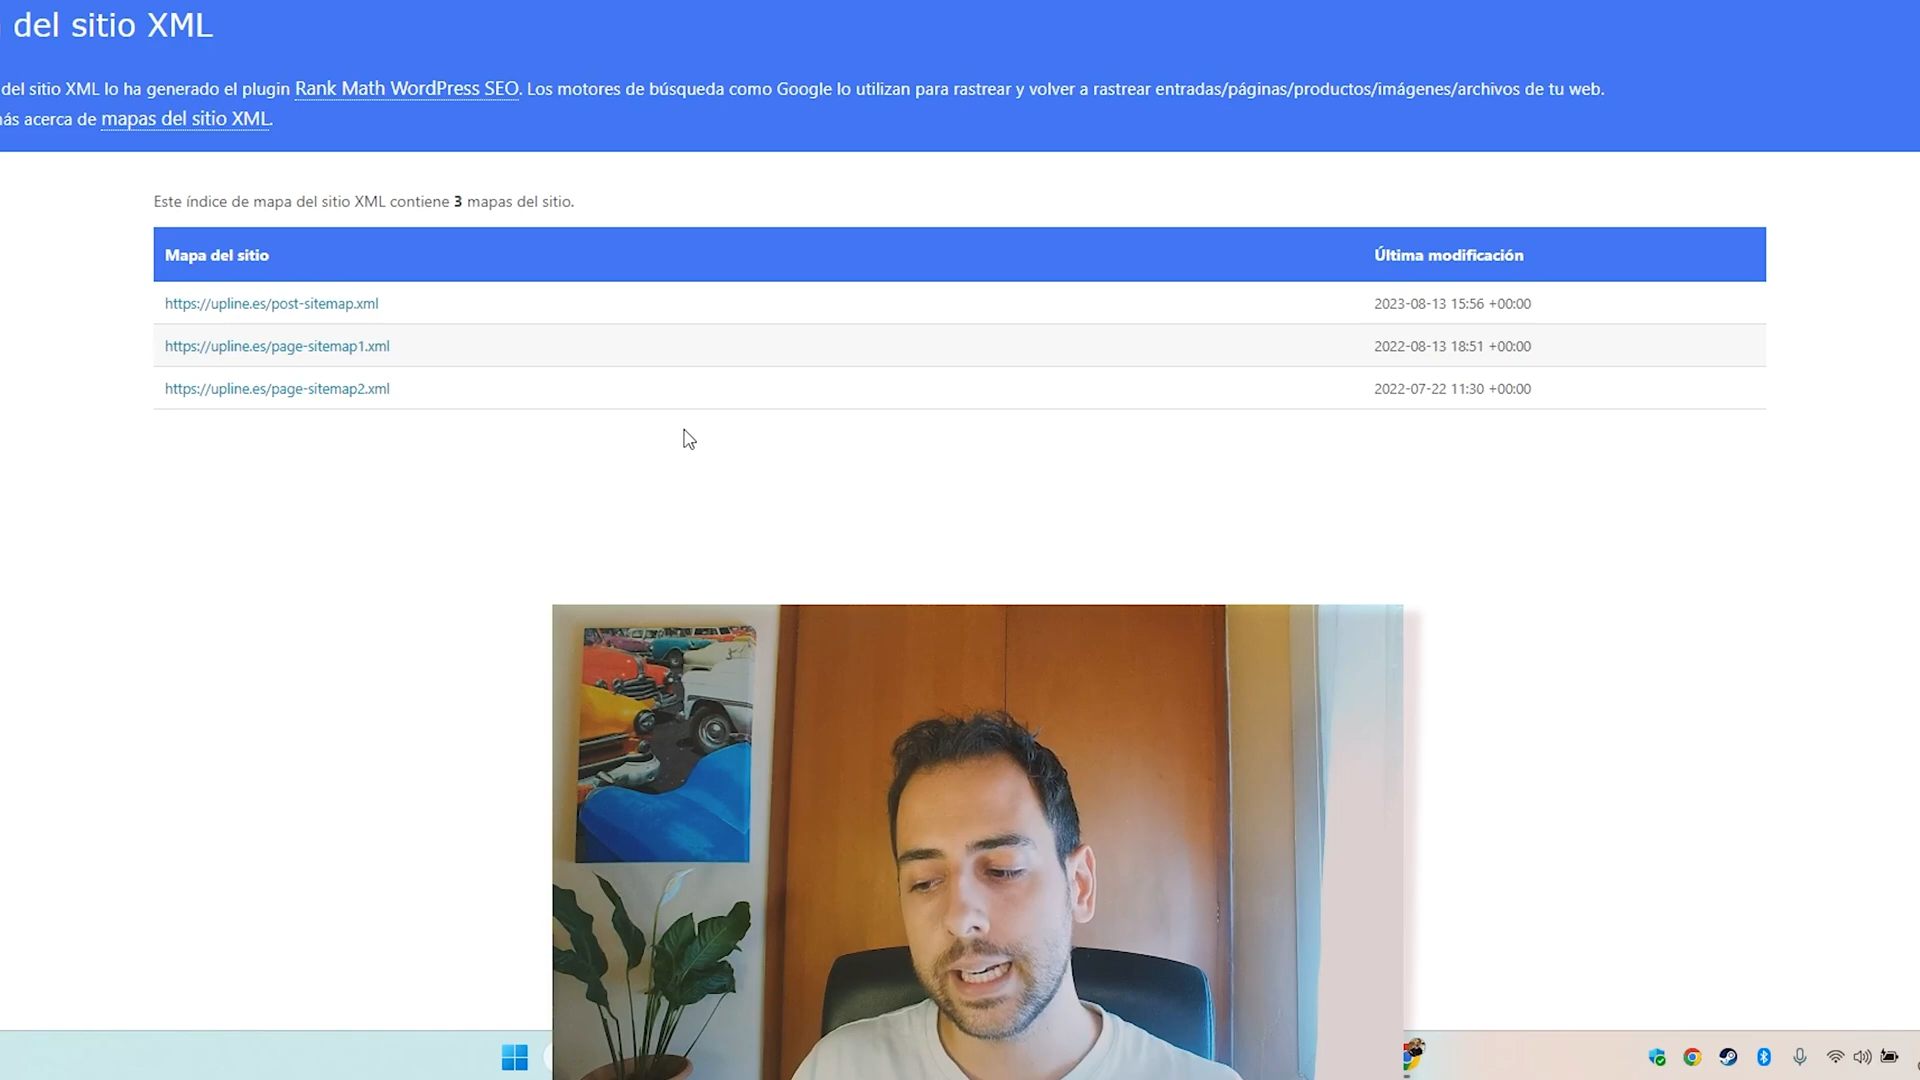 del sitio XML
del sitio XML lo ha generado el plugin Rank Math WordPress SEO. Los motores de búsqueda como Google lo utilizan para rastrear y volver a rastrear entradas/páginas/productos/imágenes/archivos de tu web.
más acerca de mapas del sitio XML.
Este índice de mapa del sitio XML contiene 3 mapas del sitio.
Mapa del sitio Última modificación
https://upline.es/post-sitemap.xml 2023-08-13 15:56 +00:00
https://upline.es/page-sitemap1.xml 2022-08-13 18:51 +00:00
https://upline.es/page-sitemap2.xml 2022-07-22 11:30 +00:00